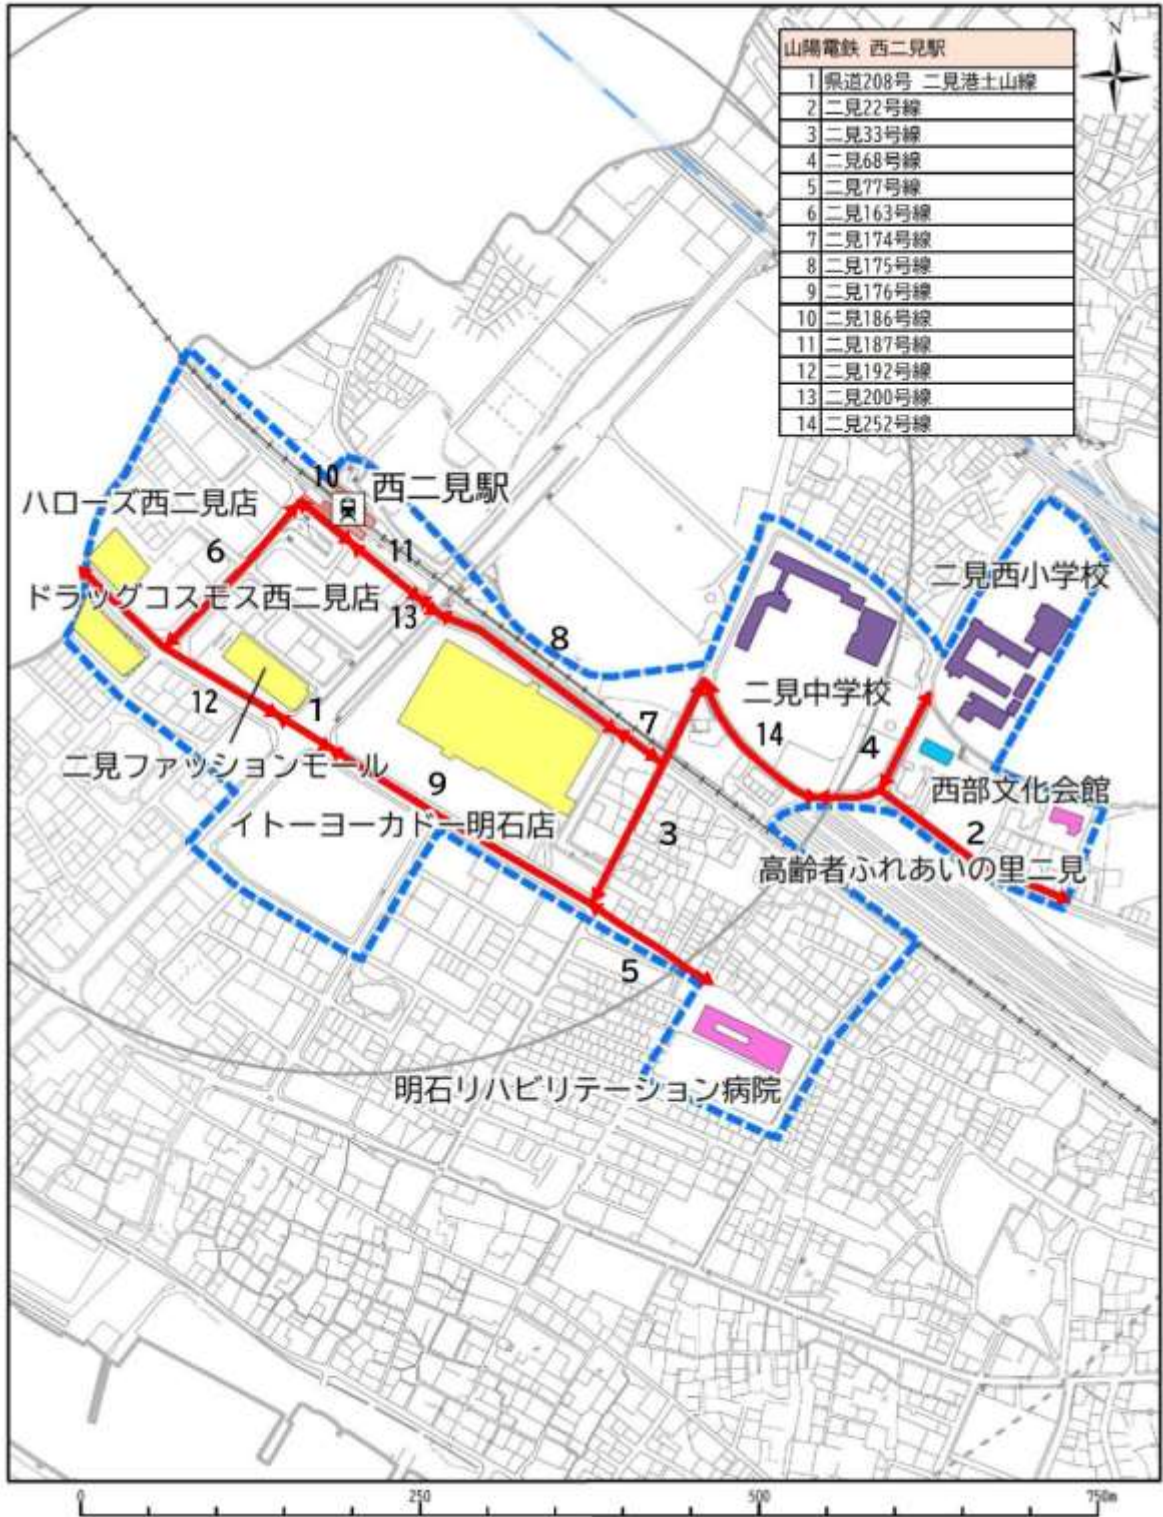 N
山陽電鉄 西二見駅
1 県道208号 二見港土山線
2 二見22号線
3 二見33号線
4 二見68号線
5 二見77号線
6 二見163号線
7 二見174号線
8 二見175号線
9 二見176号線
10 二見186号線
11 二見187号線
12 二見192号線
13 二見200号線
14 二見252号線
10
西二見駅
ハローズ西二見店
6
11
二見西小学校
ドラッグコスモス西二見店
13
8
二見中学校
12
1
7
14
4
二見ファッションモール
9
西部文化会館
イトーヨーカドー明石店
3
2
高齢者ふれあいの里二見
5
明石リハビリテーション病院
0 250 500 750m